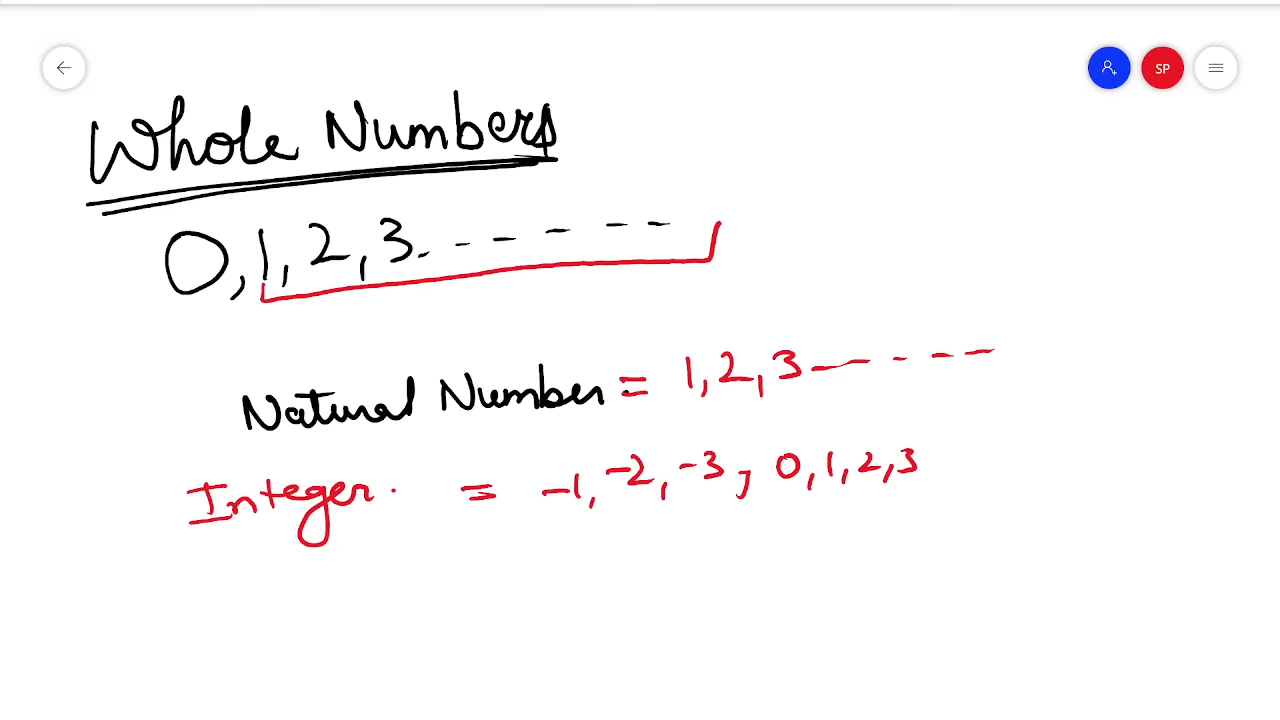 SP
Whole Numbers
0, 1, 2, 3. - - - - - -
Natural Number = 1, 2, 3 — - - -
Integer. = -1, -2, -3, 0, 1, 2, 3